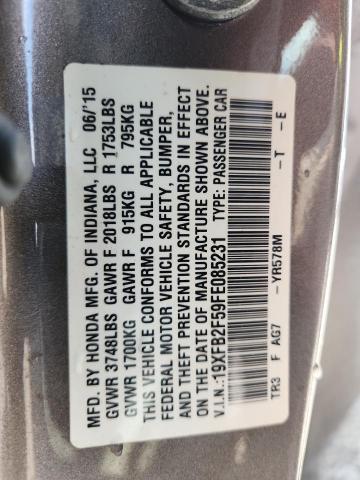 MFD. BY HONDA MFG. OF INDIANA, LLC 06/'15
GVWR 3748LBS GAWR F 2018LBS R 1753LBS
GVWR 1700KG GAWR F 915KG R 795KG
THIS VEHICLE CONFORMS TO ALL APPLICABLE
FEDERAL MOTOR VEHICLE SAFETY, BUMPER,
AND THEFT PREVENTION STANDARDS IN EFFECT
ON THE DATE OF MANUFACTURE SHOWN ABOVE.
V.I.N.: 19XFB2F59FF085231 TYPE: PASSENGER CAR
TR3 F AG7 -YR578M -T -E